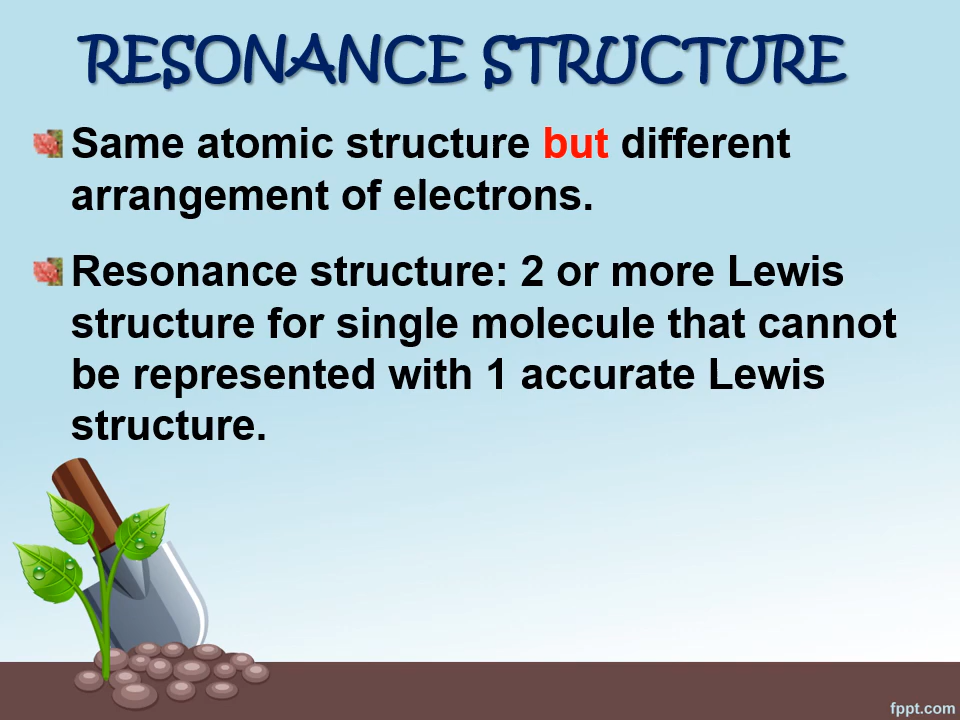 RESONANCE STRUCTURE
Same atomic structure but different
arrangement of electrons.
Resonance structure: 2 or more Lewis
structure for single molecule that cannot
be represented with 1 accurate Lewis
structure.
fppt.com